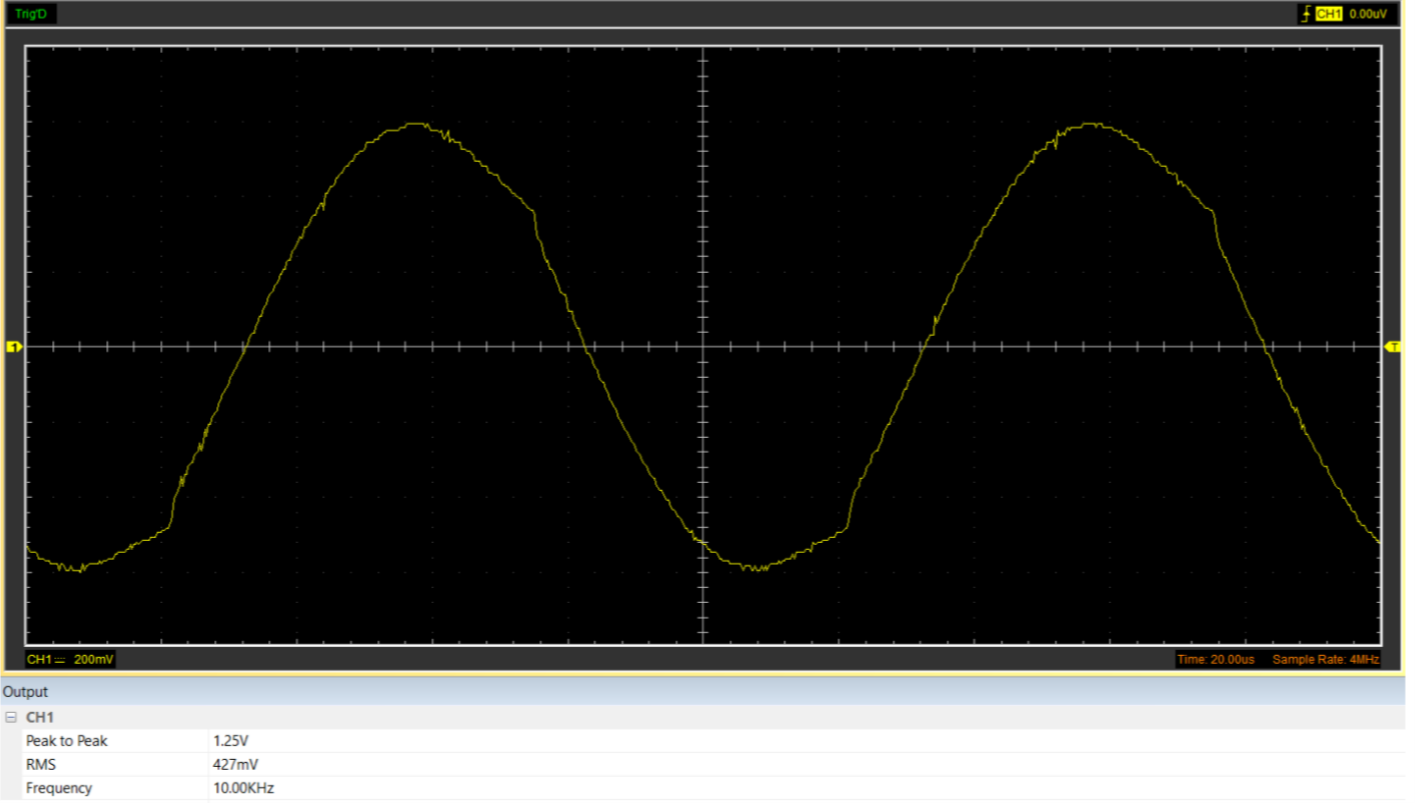 Trig'D
CH1 0.00uV
1
T
CH1 200mV
Time: 20.00us Sample Rate: 4MHz
Output
CH1
Peak to Peak 1.25V
RMS 427mV
Frequency 10.00KHz